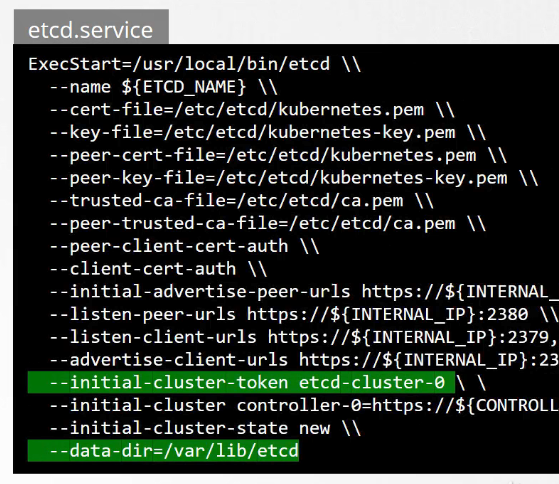 etcd.service
ExecStart=/usr/local/bin/etcd \\
--name ${ETCD_NAME} \\
--cert-file=/etc/etcd/kubernetes.pem \\
--key-file=/etc/etcd/kubernetes-key.pem \\
--peer-cert-file=/etc/etcd/kubernetes.pem \\
--peer-key-file=/etc/etcd/kubernetes-key.pem \\
--trusted-ca-file=/etc/etcd/ca.pem \\
--peer-trusted-ca-file=/etc/etcd/ca.pem \\
--peer-client-cert-auth \\
--client-cert-auth \\
--initial-advertise-peer-urls https://${INTERNAL_
--listen-peer-urls https://${INTERNAL_IP}:2380 \\
--listen-client-urls https://${INTERNAL_IP}:2379,
--advertise-client-urls https://${INTERNAL_IP}:23
--initial-cluster-token etcd-cluster-0 \ \
--initial-cluster controller-0=https://${CONTROLL
--initial-cluster-state new \\
--data-dir=/var/lib/etcd